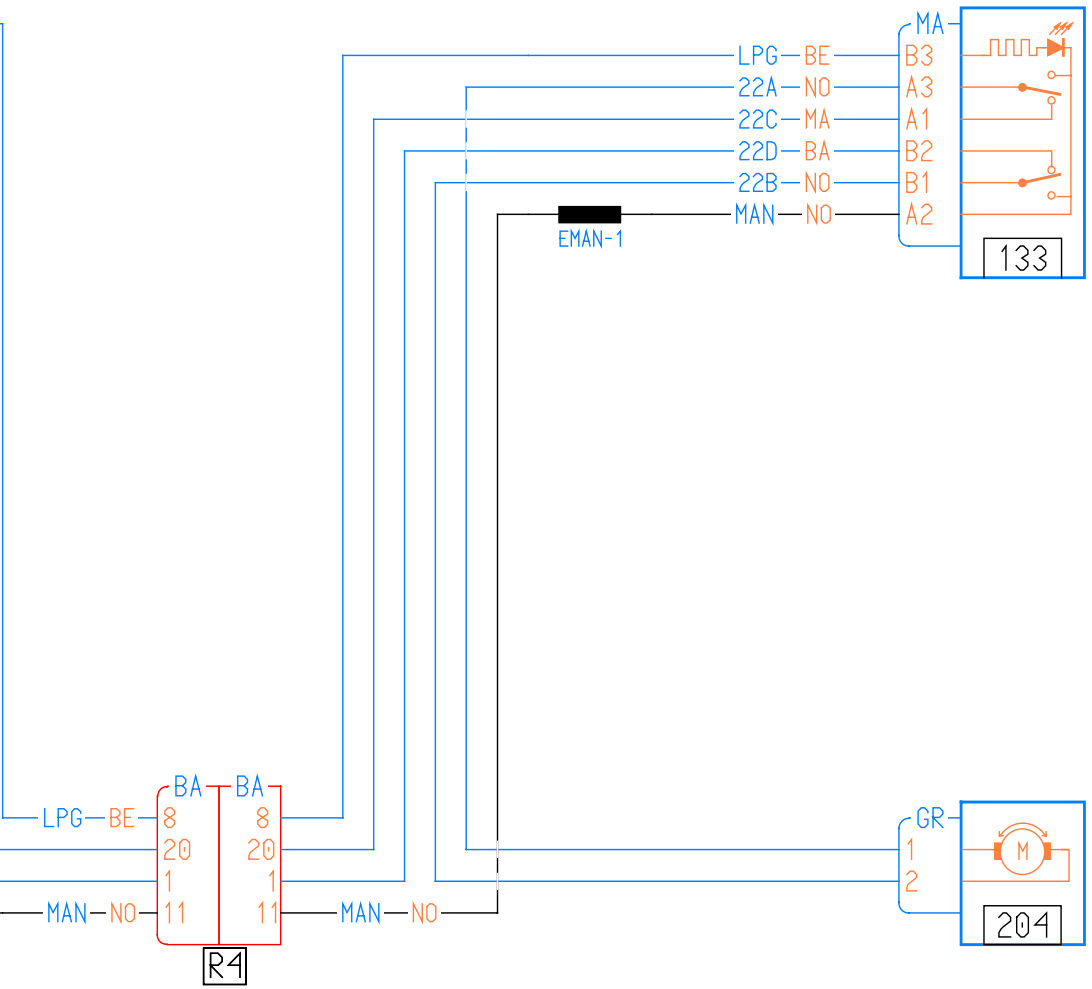 MA
LPG BE B3
22A NO A3
22C MA A1
22D BA B2
22B NO B1
MAN NO A2
EMAN-1
133
BA BA
LPG BE 8 8
20 20
1 1
MAN NO 11 11 MAN NO
R4
GR
1 M
2
204